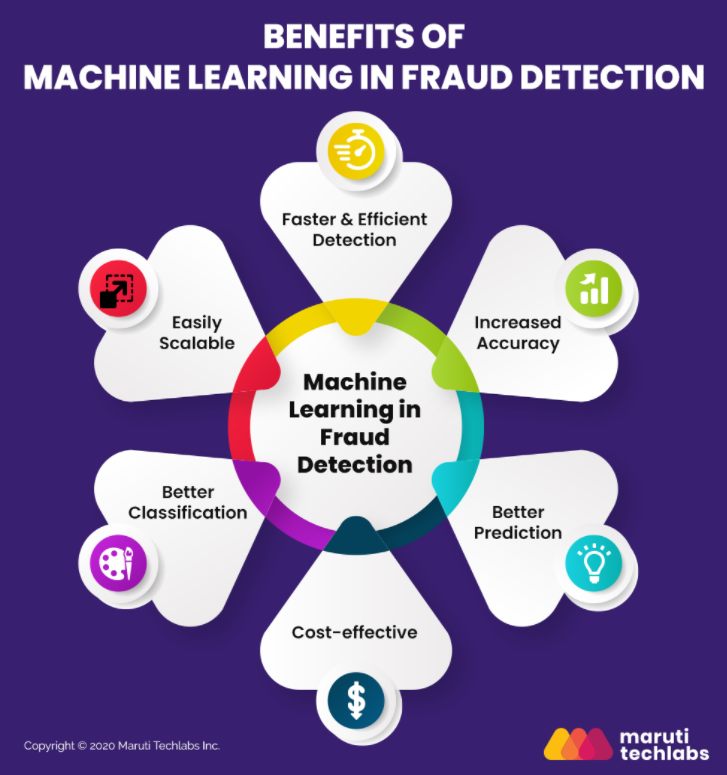 BENEFITS OF
MACHINE LEARNING IN FRAUD DETECTION
Faster & Efficient
Detection
Easily
Scalable
Increased
Accuracy
Machine
Learning in
Fraud
Detection
Better
Classification
Better
Prediction
Cost-effective
$
Copyright © 2020 Maruti Techlabs Inc.
maruti
techlabs